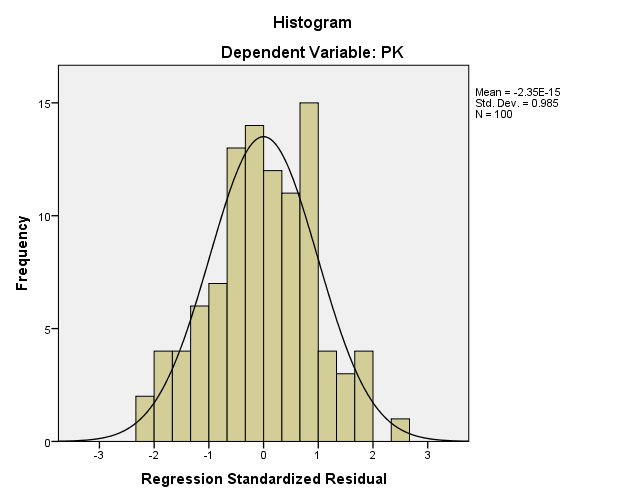 Histogram
Dependent Variable: PK
Mean = -2.35E-15
Std. Dev. = 0.985
N = 100
15
10
5
0
Frequency
-3 -2 -1 0 1 2 3
Regression Standardized Residual